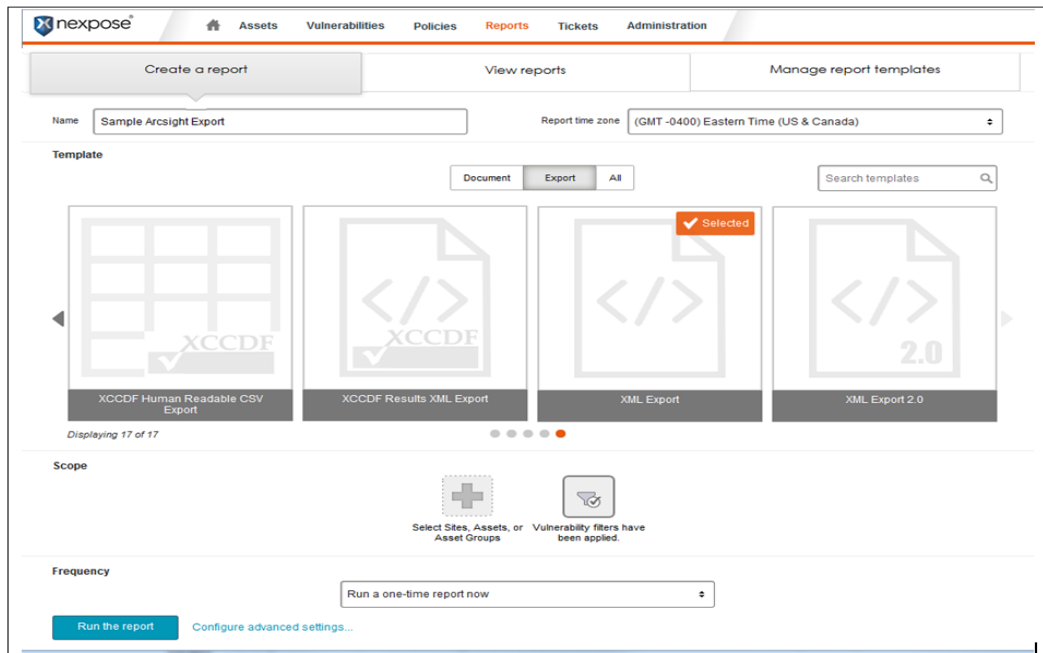 nexpose®
Assets Vulnerabilities Policies Reports Tickets Administration
Create a report View reports Manage report templates
Name Sample Arcsight Export Report time zone (GMT -0400) Eastern Time (US & Canada)
Template
Document Export All Search templates
Selected
XCCDF XCCDF 2.0
XCCDF Human Readable CSV Export XCCDF Results XML Export XML Export XML Export 2.0
Displaying 17 of 17
Scope
Select Sites, Assets, or Asset Groups Vulnerability filters have been applied.
Frequency
Run a one-time report now
Run the report Configure advanced settings...